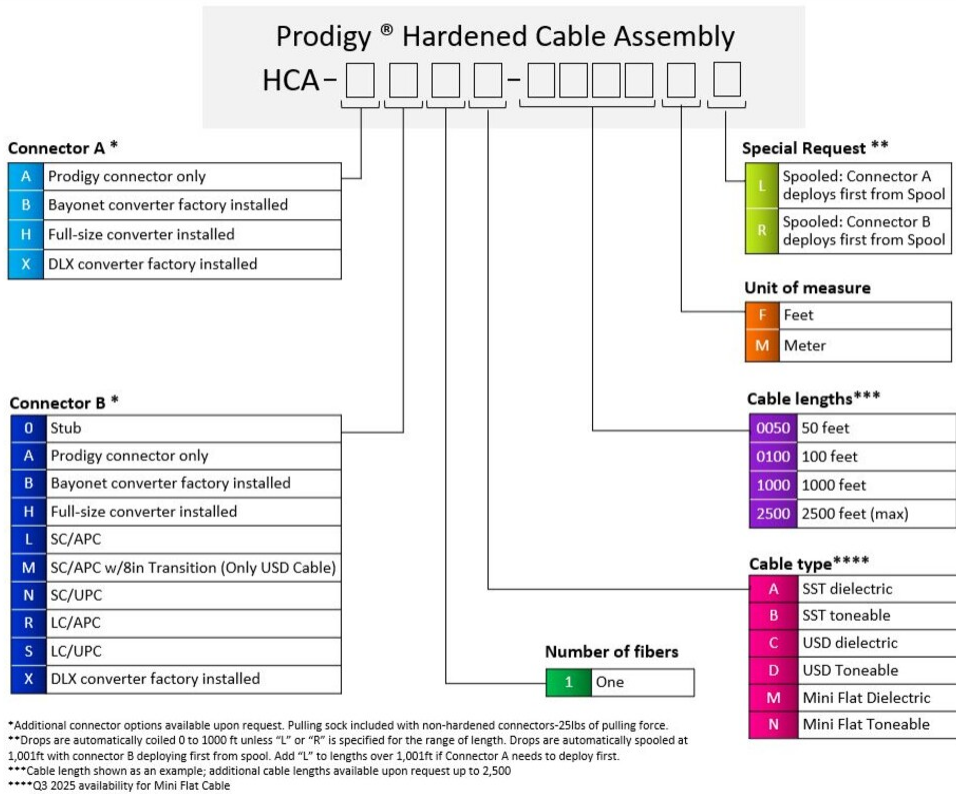 Prodigy ® Hardened Cable Assembly
HCA-□□□□-□□□□□□
Connector A *
A Prodigy connector only
B Bayonet converter factory installed
H Full-size converter installed
X DLX converter factory installed
Connector B *
0 Stub
A Prodigy connector only
B Bayonet converter factory installed
H Full-size converter installed
L SC/APC
M SC/APC w/8in Transition (Only USD Cable)
N SC/UPC
R LC/APC
S LC/UPC
X DLX converter factory installed
Number of fibers
1 One
Special Request **
L Spooled: Connector A
deploys first from Spool
R Spooled: Connector B
deploys first from Spool
Unit of measure
F Feet
M Meter
Cable lengths***
0050 50 feet
0100 100 feet
1000 1000 feet
2500 2500 feet (max)
Cable type****
A SST dielectric
B SST toneable
C USD dielectric
D USD Toneable
M Mini Flat Dielectric
N Mini Flat Toneable
*Additional connector options available upon request. Pulling sock included with non-hardened connectors-25lbs of pulling force.
**Drops are automatically coiled 0 to 1000 ft unless “L” or “R” is specified for the range of length. Drops are automatically spooled at
1,001ft with connector B deploying first from spool. Add “L” to lengths over 1,001ft if Connector A needs to deploy first.
***Cable length shown as an example; additional cable lengths available upon request up to 2,500
****Q3 2025 availability for Mini Flat Cable